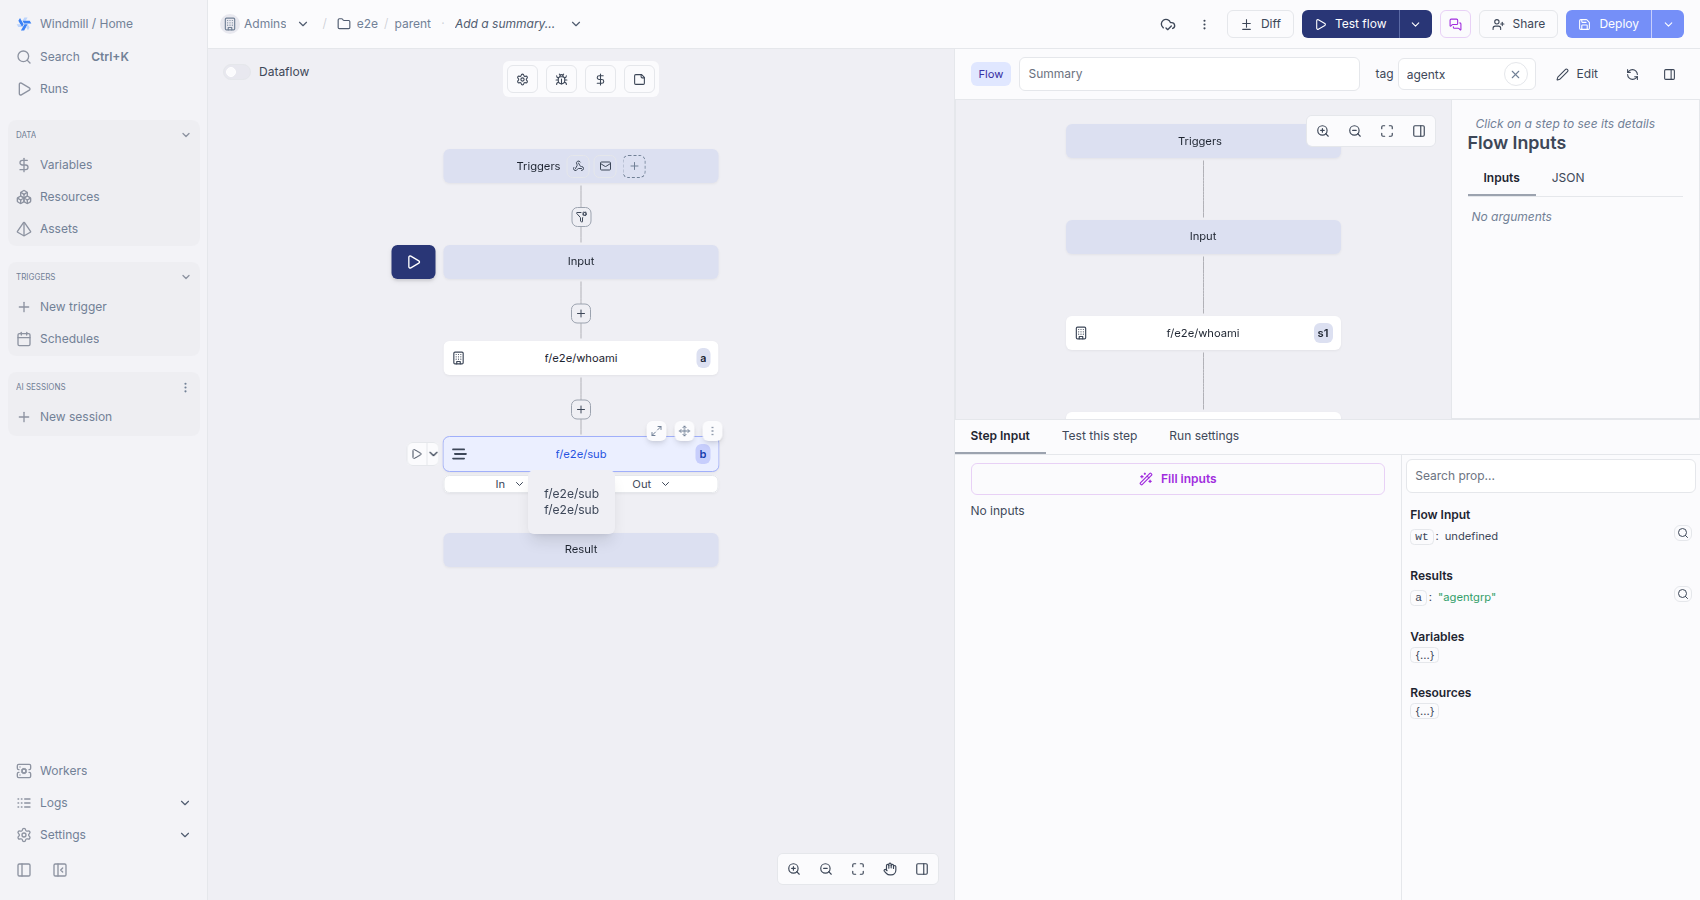 Windmill / Home
Search Ctrl+K
Runs
DATA
Variables
Resources
Assets
TRIGGERS
New trigger
Schedules
AI SESSIONS
New session
Workers
Logs
Settings
Admins / e2e / parent · Add a summary...
Diff
Test flow
Share
Deploy
Dataflow
Triggers
Input
f/e2e/whoami a
f/e2e/sub b
In
Out
f/e2e/sub
f/e2e/sub
Result
Flow
Summary
tag
agentx
Edit
Triggers
Input
f/e2e/whoami s1
Click on a step to see its details
Flow Inputs
Inputs JSON
No arguments
Step Input Test this step Run settings
Fill inputs
No inputs
Search prop...
Flow Input
wt : undefined
Results
a : "agentgrp"
Variables
{...}
Resources
{...}